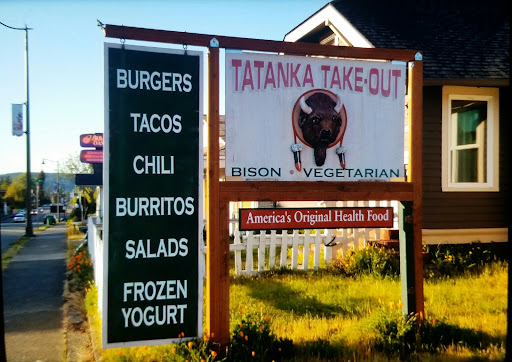 BURGERS
TACOS
CHILI
BURRITOS
SALADS
FROZEN
YOGURT
TATANKA TAKE-OUT
BISON • VEGETARIAN
America's Original Health Food